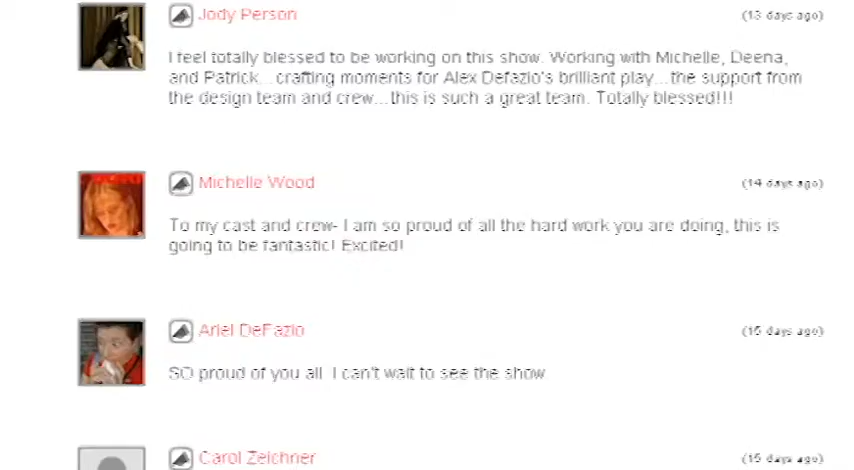 Jody Person (13 days ago)
I feel totally blessed to be working on this show. Working with Michelle, Deena,
and Patrick...crafting moments for Alex Defazio's brilliant play...the support from
the design team and crew...this is such a great team. Totally blessed!!!
Michelle Wood (14 days ago)
To my cast and crew- I am so proud of all the hard work you are doing, this is
going to be fantastic! Excited!
Ariel DeFazio (15 days ago)
SO proud of you all. I can't wait to see the show
Carol Zeichner (15 days ago)